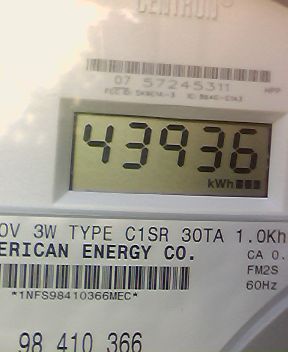 CENTRON®
07 57245311
43936
kWh
0V 3W TYPE C1SR 30TA 1.0Kh
ERICAN ENERGY CO.
CA 0.
FM2S
60Hz
*1NFS98410366MEC*
98 410 366